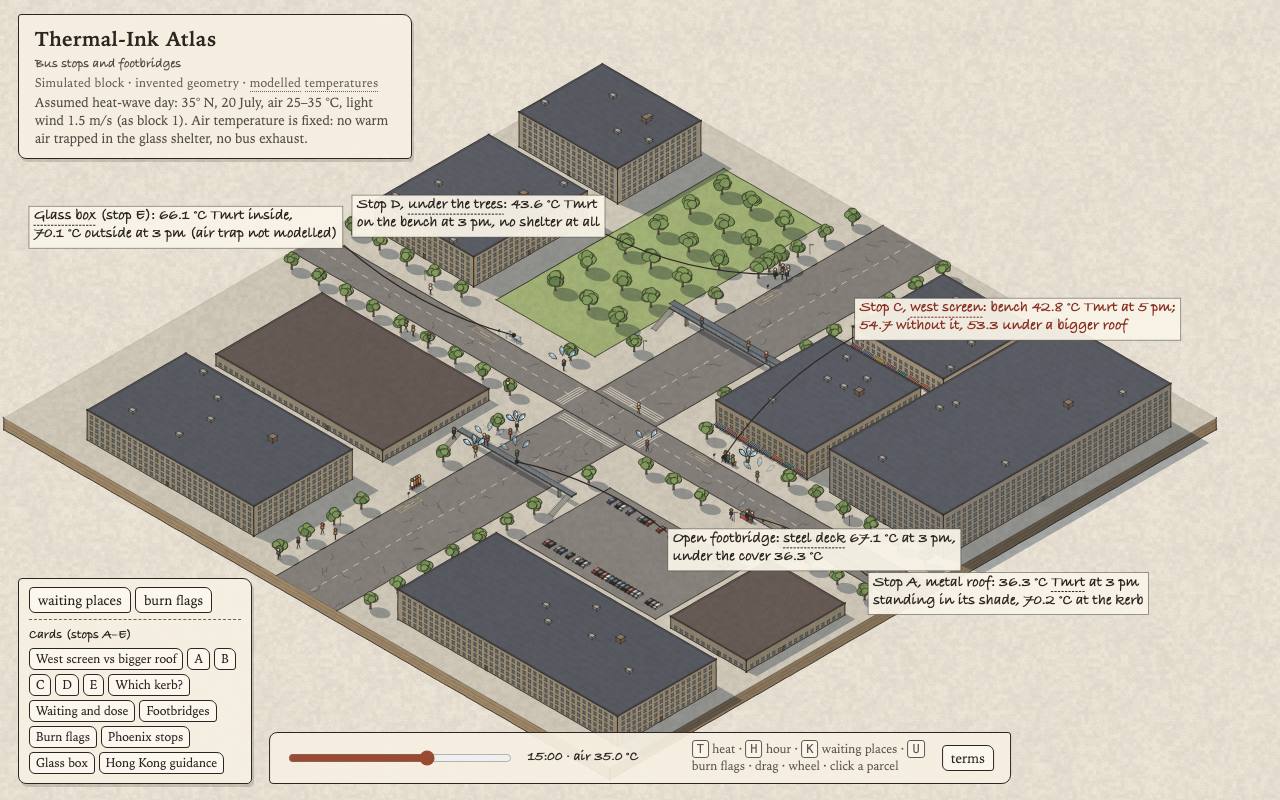 Thermal-Ink Atlas
Bus stops and footbridges
Simulated block · invented geometry · modelled temperatures
Assumed heat-wave day: 35° N, 20 July, air 25–35 °C, light
wind 1.5 m/s (as block 1). Air temperature is fixed: no warm
air trapped in the glass shelter, no bus exhaust.
Glass box (stop E): 66.1 °C Tmrt inside,
70.1 °C outside at 3 pm (air trap not modelled)
Stop D, under the trees: 43.6 °C Tmrt
on the bench at 3 pm, no shelter at all
Stop C, west screen: bench 42.8 °C Tmrt at 5 pm;
54.7 without it, 53.3 under a bigger roof
Open footbridge: steel deck 67.1 °C at 3 pm,
under the cover 36.3 °C
Stop A, metal roof: 36.3 °C Tmrt at 3 pm
standing in its shade, 70.2 °C at the kerb
waiting places burn flags
Cards (stops A–E)
West screen vs bigger roof A B
C D E Which kerb?
Waiting and dose Footbridges
Burn flags Phoenix stops
Glass box Hong Kong guidance
15:00 · air 35.0 °C
T heat · H hour · K waiting places · U
burn flags · drag · wheel · click a parcel
terms